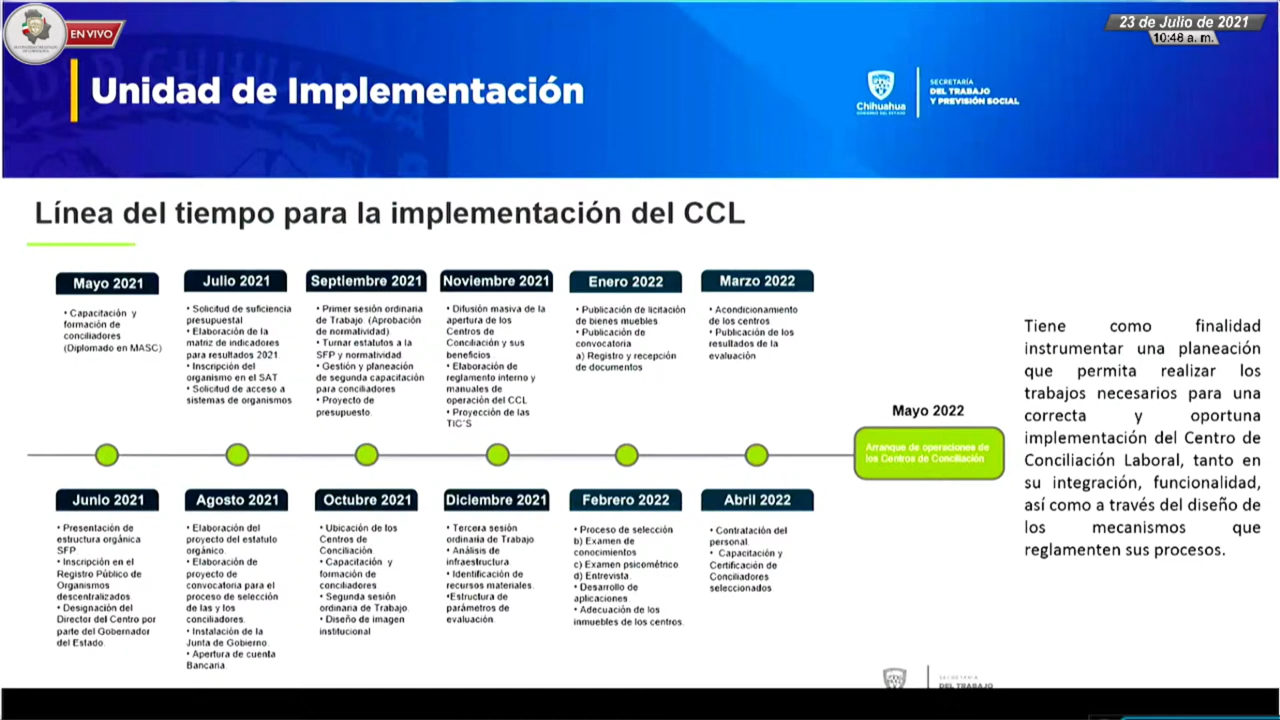 EN VIVO
23 de Julio de 2021
10:48 a. m.
Unidad de Implementación
Chihuahua
GOBIERNO DEL ESTADO
SECRETARÍA
DEL TRABAJO
Y PREVISIÓN SOCIAL
Línea del tiempo para la implementación del CCL
Mayo 2021
• Capacitación y
formación de
conciliadores
(Diplomado en MASC)
Julio 2021
• Solicitud de suficiencia
presupuestal
• Elaboración de la
matriz de indicadores
para resultados 2021.
• Inscripción del
organismo en el SAT
• Solicitud de acceso a
sistemas de organismos
Septiembre 2021
• Primer sesión ordinaria
de Trabajo. (Aprobación
de normatividad)
• Turnar estatutos a la
SFP y normatividad.
• Gestión y planeación
de segunda capacitación
para conciliadores
• Proyecto de
presupuesto.
Noviembre 2021
• Difusión masiva de la
apertura de los
Centros de
Conciliación y sus
beneficios.
• Elaboración de
reglamento interno y
manuales de
operación del CCL
• Proyección de las
TIC´S
Enero 2022
• Publicación de licitación
de bienes muebles
• Publicación de
convocatoria
a) Registro y recepción
de documentos
Marzo 2022
• Acondicionamiento
de los centros
• Publicación de los
resultados de la
evaluación
Mayo 2022
Arranque de operaciones de
los Centros de Conciliación
Junio 2021
• Presentación de
estructura orgánica
SFP
• Inscripción en el
Registro Público de
Organismos
descentralizados
• Designación del
Director del Centro por
parte del Gobernador
del Estado.
Agosto 2021
• Elaboración del
proyecto del estatuto
orgánico.
• Elaboración de
proyecto de
convocatoria para el
proceso de selección
de las y los
conciliadores.
• Instalación de la
Junta de Gobierno.
• Apertura de cuenta
Bancaria.
Octubre 2021
• Ubicación de los
Centros de
Conciliación
• Capacitación y
formación de
conciliadores
• Segunda sesión
ordinaria de Trabajo.
• Diseño de imagen
institucional
Diciembre 2021
• Tercera sesión
ordinaria de Trabajo
• Análisis de
infraestructura
• Identificación de
recursos materiales.
•Estructura de
parámetros de
evaluación.
Febrero 2022
• Proceso de selección
b) Examen de
conocimientos
c) Examen psicométrico
d) Entrevista.
• Desarrollo de
aplicaciones.
• Adecuación de los
inmuebles de los centros.
Abril 2022
• Contratación del
personal.
• Capacitación y
Certificación de
Conciliadores
seleccionados
Tiene como finalidad
instrumentar una planeación
que permita realizar los
trabajos necesarios para una
correcta y oportuna
implementación del Centro de
Conciliación Laboral, tanto en
su integración, funcionalidad,
así como a través del diseño de
los mecanismos que
reglamenten sus procesos.
SECRETARÍA
DEL TRABAJO